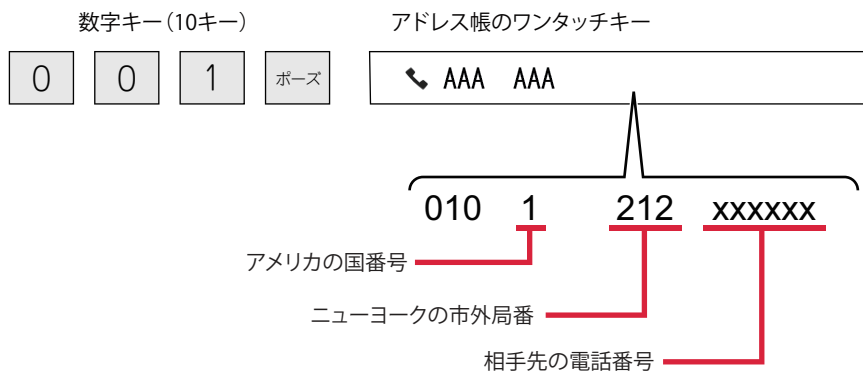 数字キー(10キー) アドレス帳のワンタッチキー
0 0 1 ポーズ AAA AAA
010 1 212 xxxxxx
アメリカの国番号
ニューヨークの市外局番
相手先の電話番号